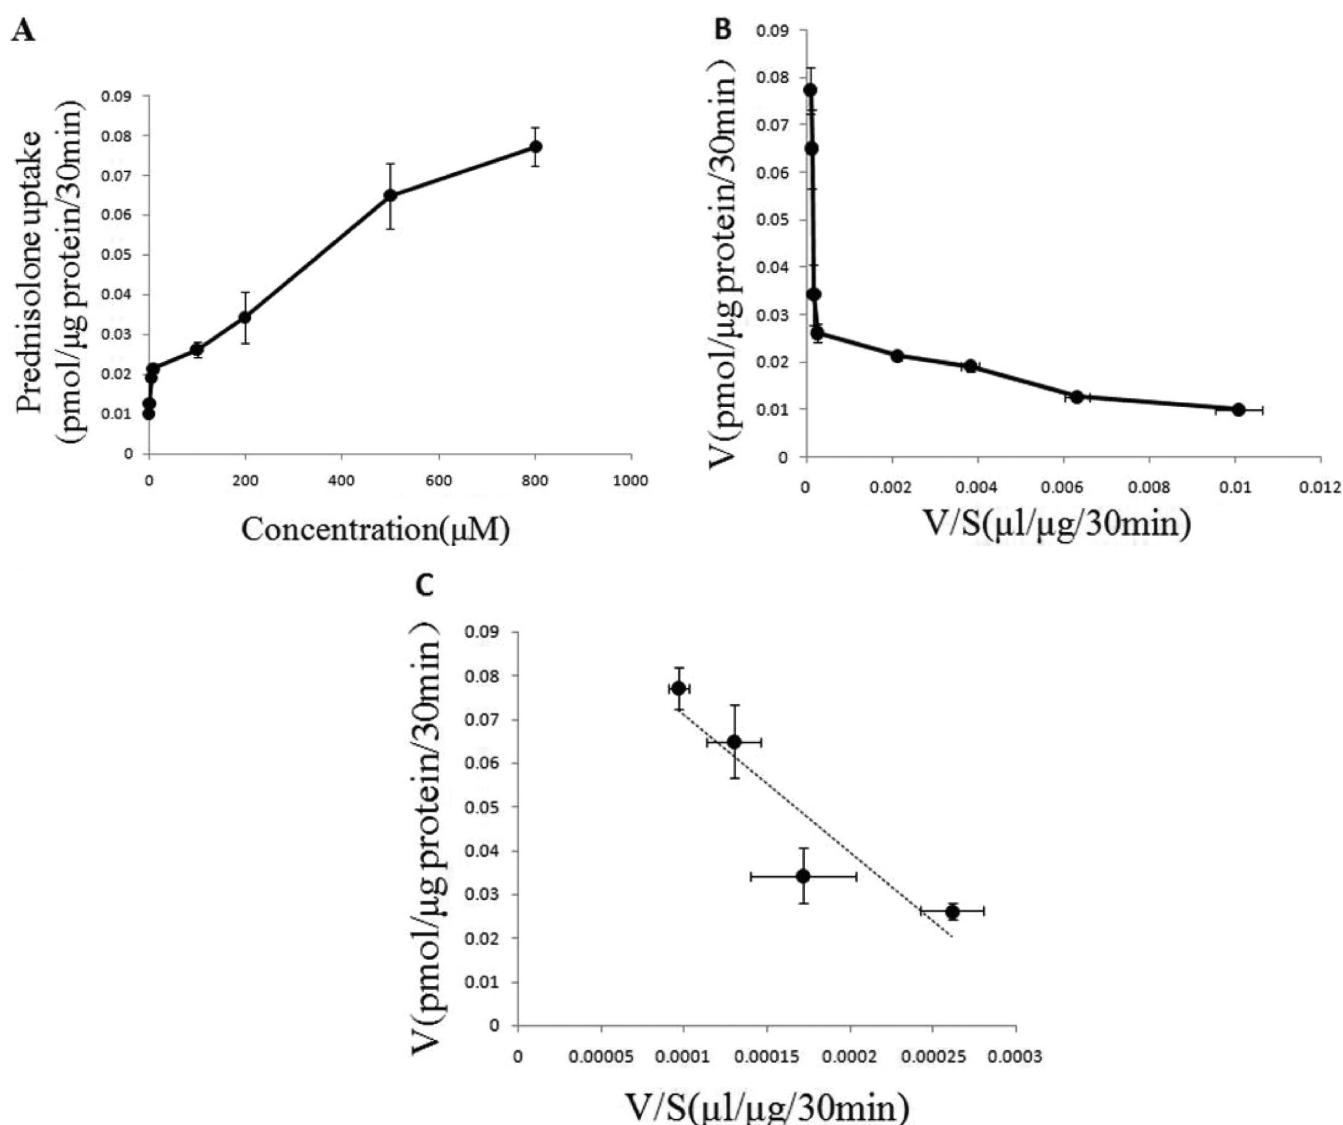 A
Prednisolone uptake
(pmol/µg protein/30min)
0.09
0.08
0.07
0.06
0.05
0.04
0.03
0.02
0.01
0
0 200 400 600 800 1000
Concentration(µM)
B
V(pmol/µg protein/30min)
0.09
0.08
0.07
0.06
0.05
0.04
0.03
0.02
0.01
0
0 0.002 0.004 0.006 0.008 0.01 0.012
V/S(µl/µg/30min)
C
V(pmol/µg protein/30min)
0.09
0.08
0.07
0.06
0.05
0.04
0.03
0.02
0.01
0
0 0.00005 0.0001 0.00015 0.0002 0.00025 0.0003
V/S(µl/µg/30min)